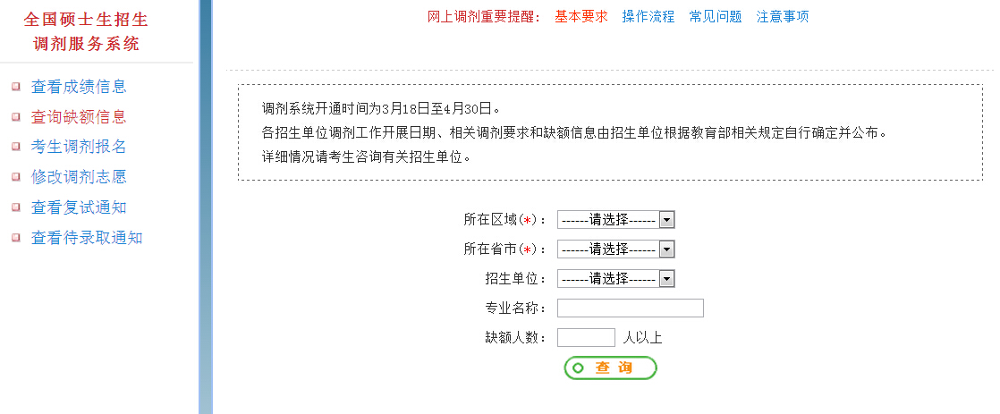 全国硕士生招生
调剂服务系统
查看成绩信息
查询缺额信息
考生调剂报名
修改调剂志愿
查看复试通知
查看待录取通知
网上调剂重要提醒： 基本要求 操作流程 常见问题 注意事项
调剂系统开通时间为3月18日至4月30日。
各招生单位调剂工作开展日期、相关调剂要求和缺额信息由招生单位根据教育部相关规定自行确定并公布。
详细情况请考生咨询有关招生单位。
所在区域(*)： ------请选择------
所在省市(*)： ------请选择------
招生单位： ------请选择------
专业名称：
缺额人数： 人以上
查 询